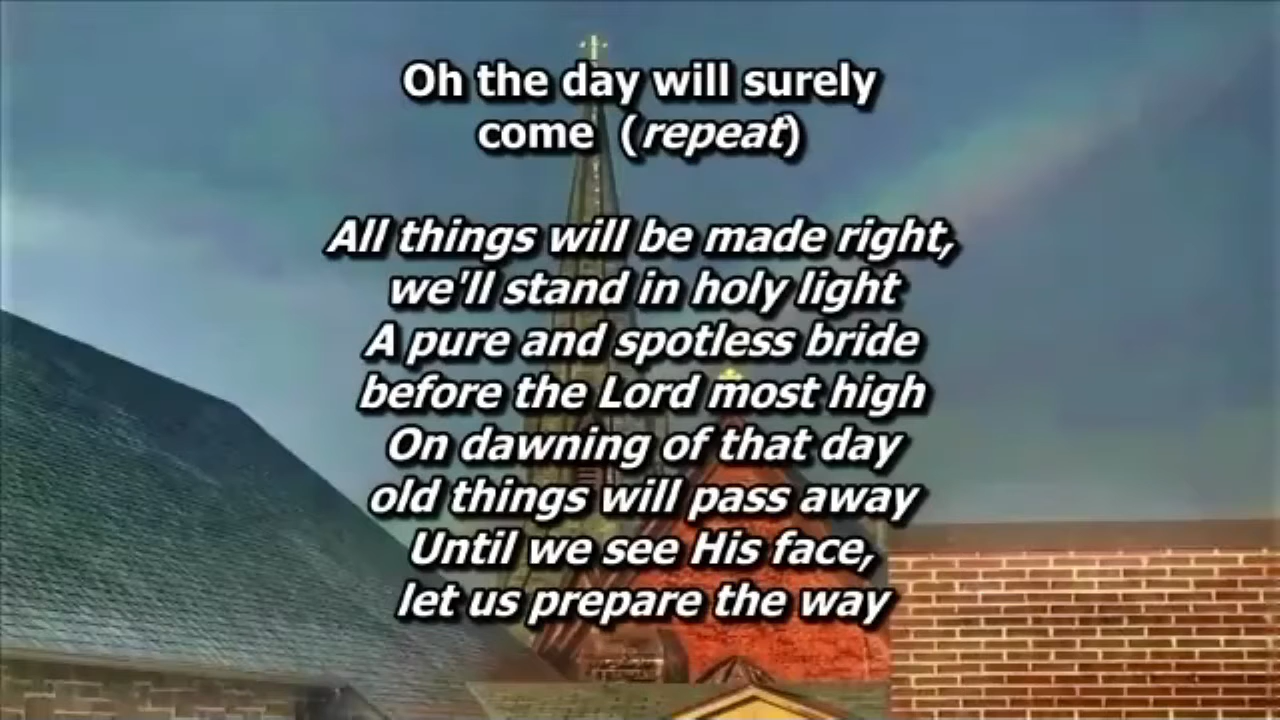 Oh the day will surely
come (repeat)
All things will be made right,
we'll stand in holy light
A pure and spotless bride
before the Lord most high
On dawning of that day
old things will pass away
Until we see His face,
let us prepare the way